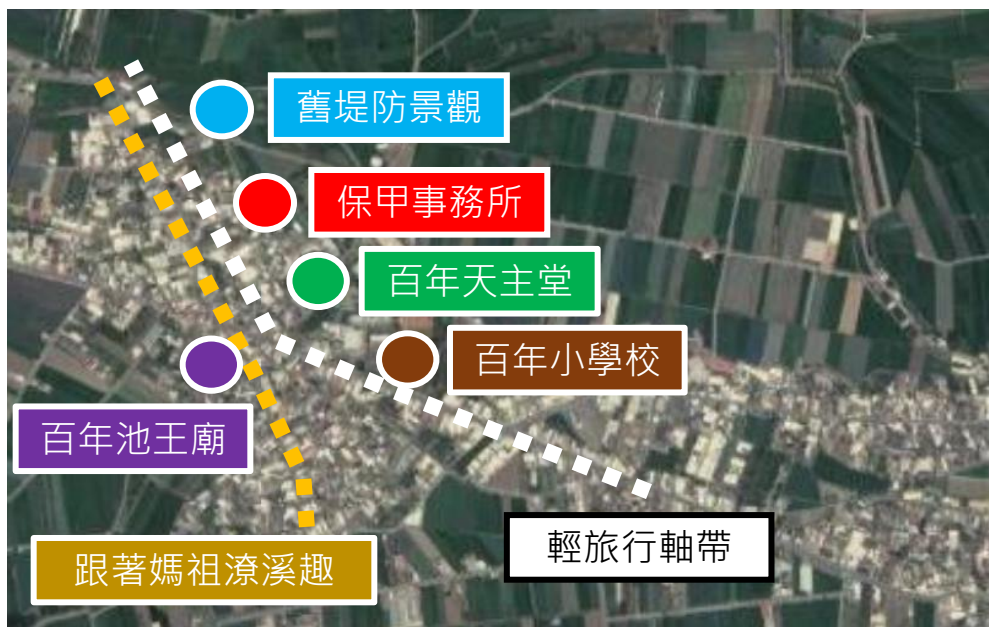 舊堤防景觀
保甲事務所
百年天主堂
百年小學校
百年池王廟
輕旅行軸帶
跟著媽祖潦溪趣